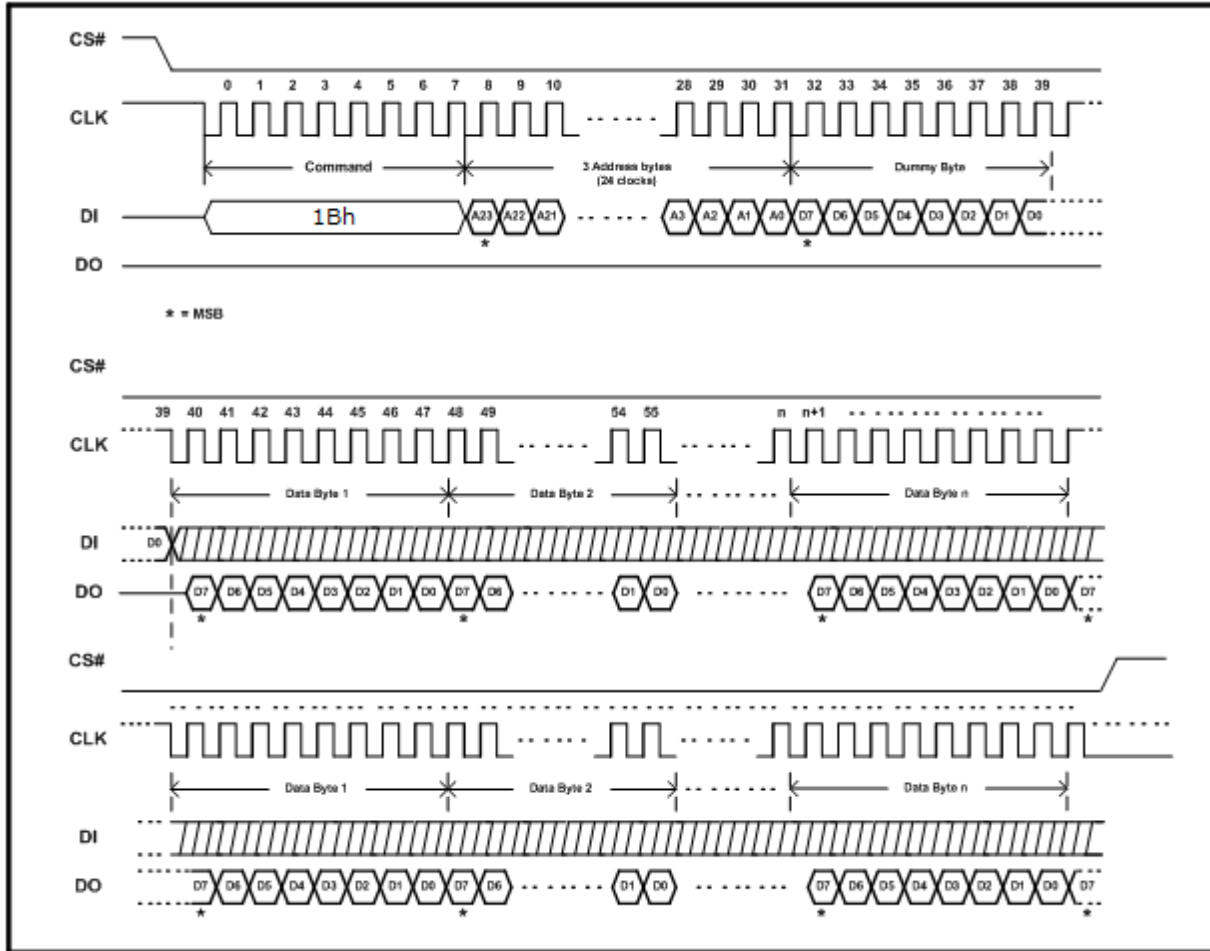 CS#
0 1 2 3 4 5 6 7 8 9 10 28 29 30 31 32 33 34 35 36 37 38 39
CLK
Command 3 Address bytes Dummy Byte
(24 clocks)
DI 1Bh A23 A22 A21 A3 A2 A1 A0 D7 D6 D5 D4 D3 D2 D1 D0
* *
DO
* = MSB
CS#
39 40 41 42 43 44 45 46 47 48 49 54 55 n n+1
CLK
Data Byte 1 Data Byte 2 Data Byte n
DI D0
DO D7 D6 D5 D4 D3 D2 D1 D0 D7 D6 D1 D0 D7 D6 D5 D4 D3 D2 D1 D0 D7
* * * *
CS#
CLK
Data Byte 1 Data Byte 2 Data Byte n
DI
DO D7 D6 D5 D4 D3 D2 D1 D0 D7 D6 D1 D0 D7 D6 D5 D4 D3 D2 D1 D0 D7
* * * *